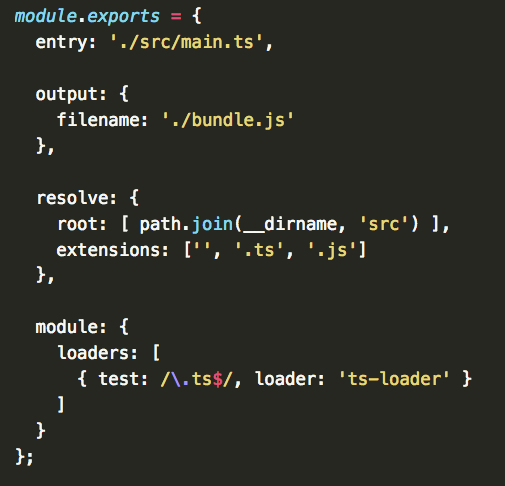 module.exports = {
  entry: './src/main.ts',

  output: {
    filename: './bundle.js'
  },

  resolve: {
    root: [ path.join(__dirname, 'src') ],
    extensions: ['', '.ts', '.js']
  },

  module: {
    loaders: [
      { test: /\.ts$/, loader: 'ts-loader' }
    ]
  }
};